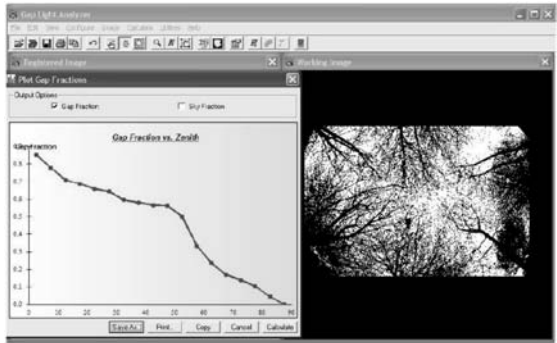 Gap Light Analyzer
File Edit View Configure Image Calculate Utilities Help
Registered Image
Working Image
Plot Gap Fractions
Output Options
Gap Fraction
Sky Fraction
Gap Fraction vs. Zenith
0.8
0.7
0.6
0.5
0.4
0.3
0.2
0.1
0.0
0 10 20 30 40 50 60 70 80 90
Save As..
Print..
Copy
Cancel
Calculate